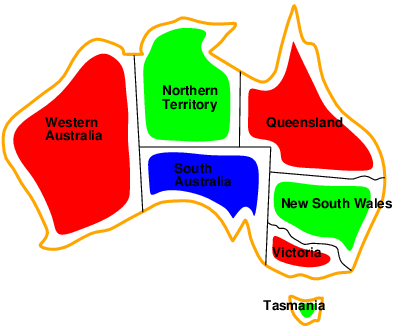 Northern
Territory
Western
Australia
Queensland
South
Australia
New South Wales
Victoria
Tasmania